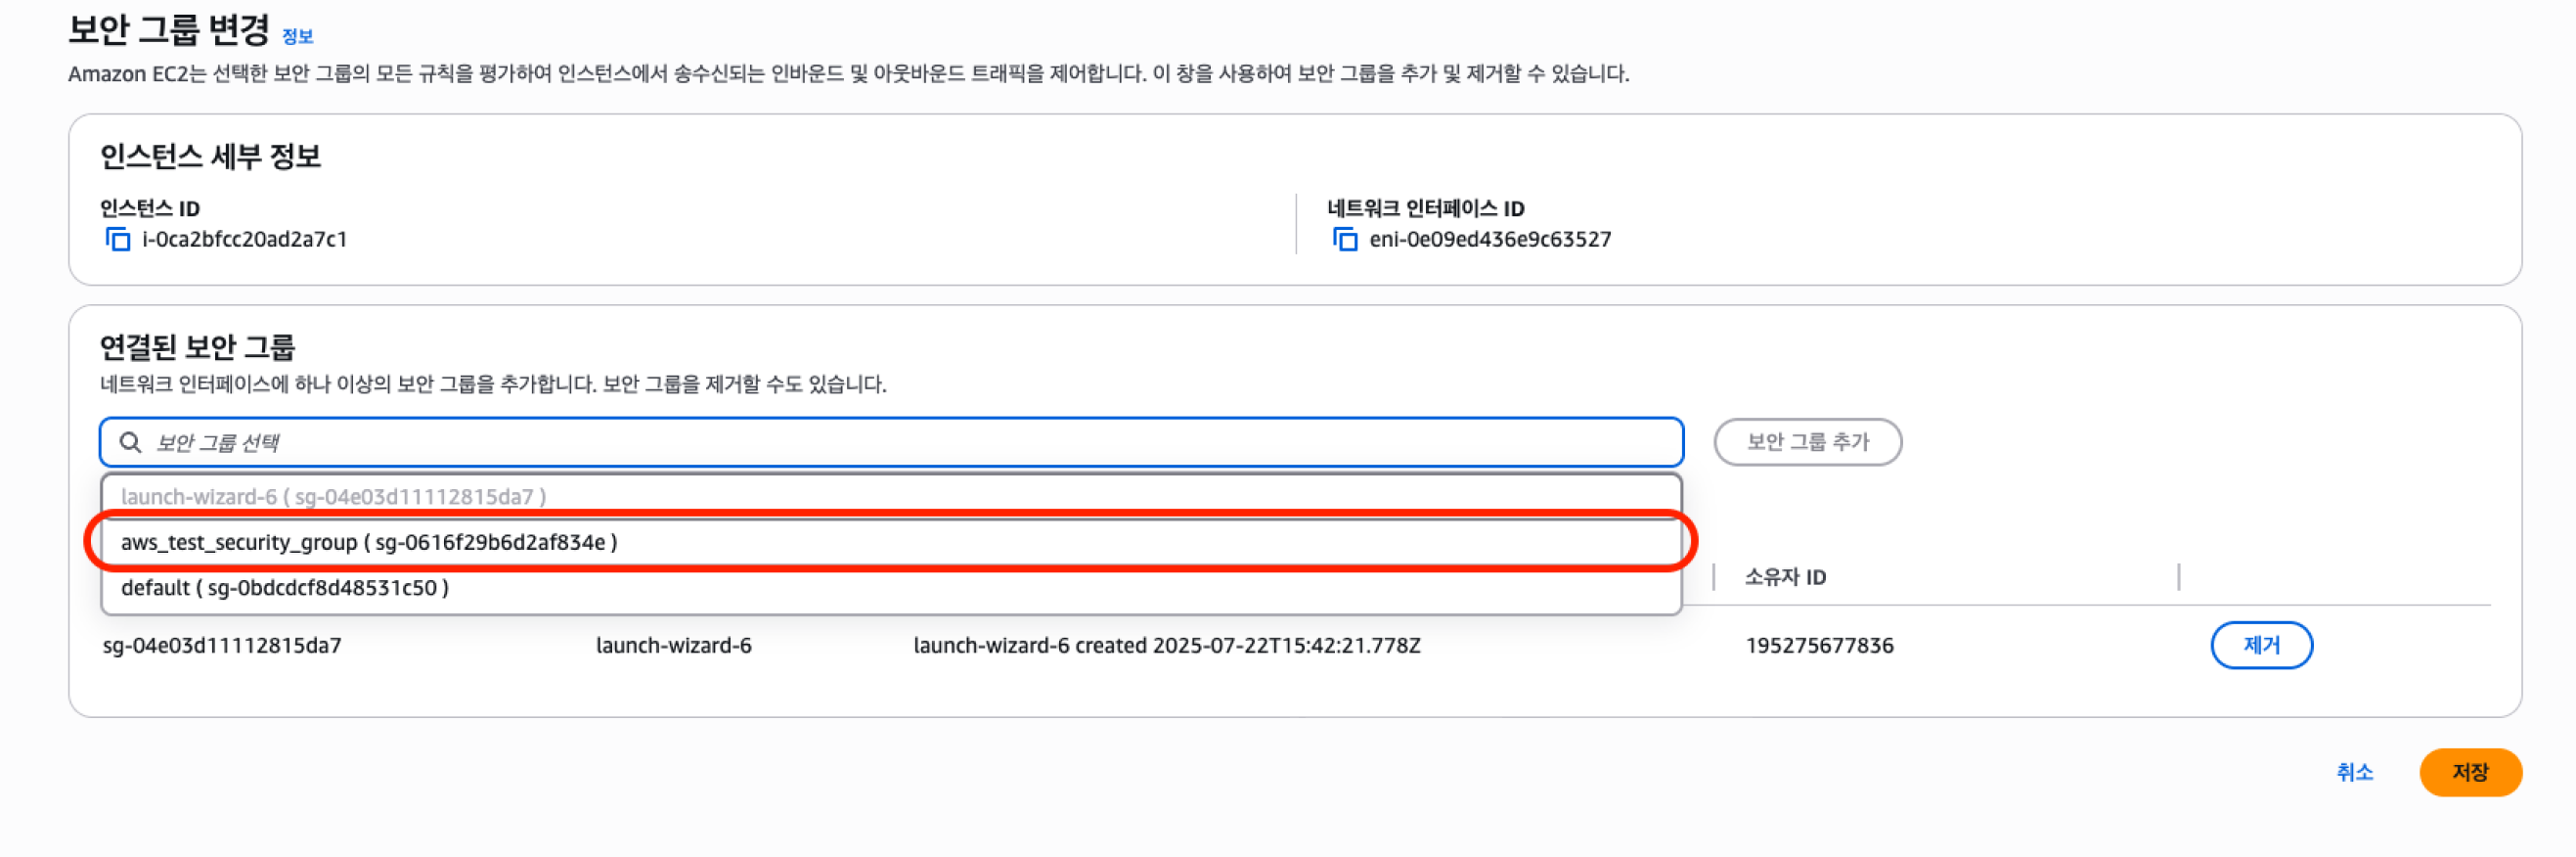 보안 그룹 변경 정보
Amazon EC2는 선택한 보안 그룹의 모든 규칙을 평가하여 인스턴스에서 송수신되는 인바운드 및 아웃바운드 트래픽을 제어합니다. 이 창을 사용하여 보안 그룹을 추가 및 제거할 수 있습니다.
인스턴스 세부 정보
인스턴스 ID
i-0ca2bfcc20ad2a7c1
네트워크 인터페이스 ID
eni-0e09ed436e9c63527
연결된 보안 그룹
네트워크 인터페이스에 하나 이상의 보안 그룹을 추가합니다. 보안 그룹을 제거할 수도 있습니다.
보안 그룹 선택
보안 그룹 추가
launch-wizard-6 ( sg-04e03d11112815da7 )
aws_test_security_group ( sg-0616f29b6d2af834e )
default ( sg-0bdcdcf8d48531c50 )
소유자 ID
sg-04e03d11112815da7 launch-wizard-6 launch-wizard-6 created 2025-07-22T15:42:21.778Z 195275677836 제거
취소 저장